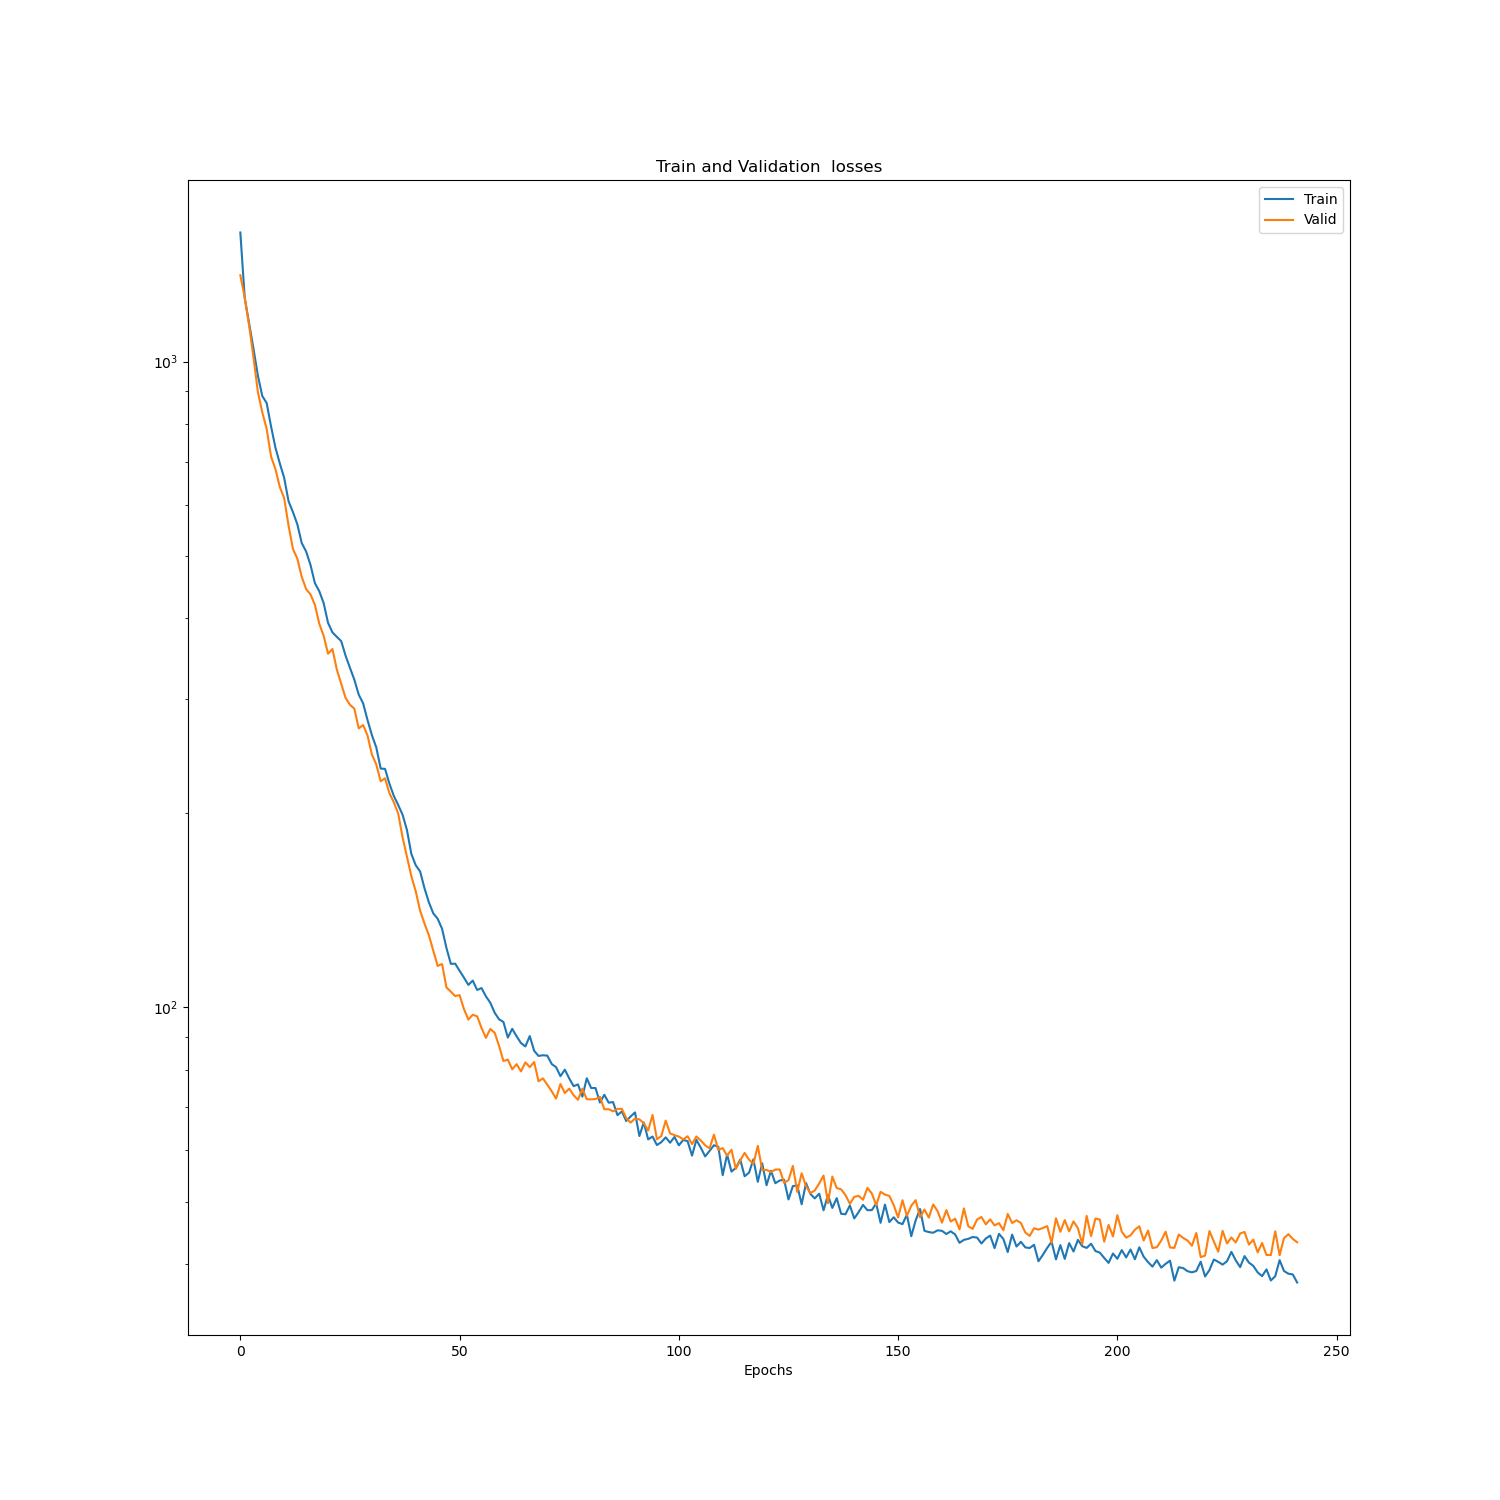 Train and Validation  losses
Train
Valid
10³
10²
0 50 100 150 200 250
Epochs